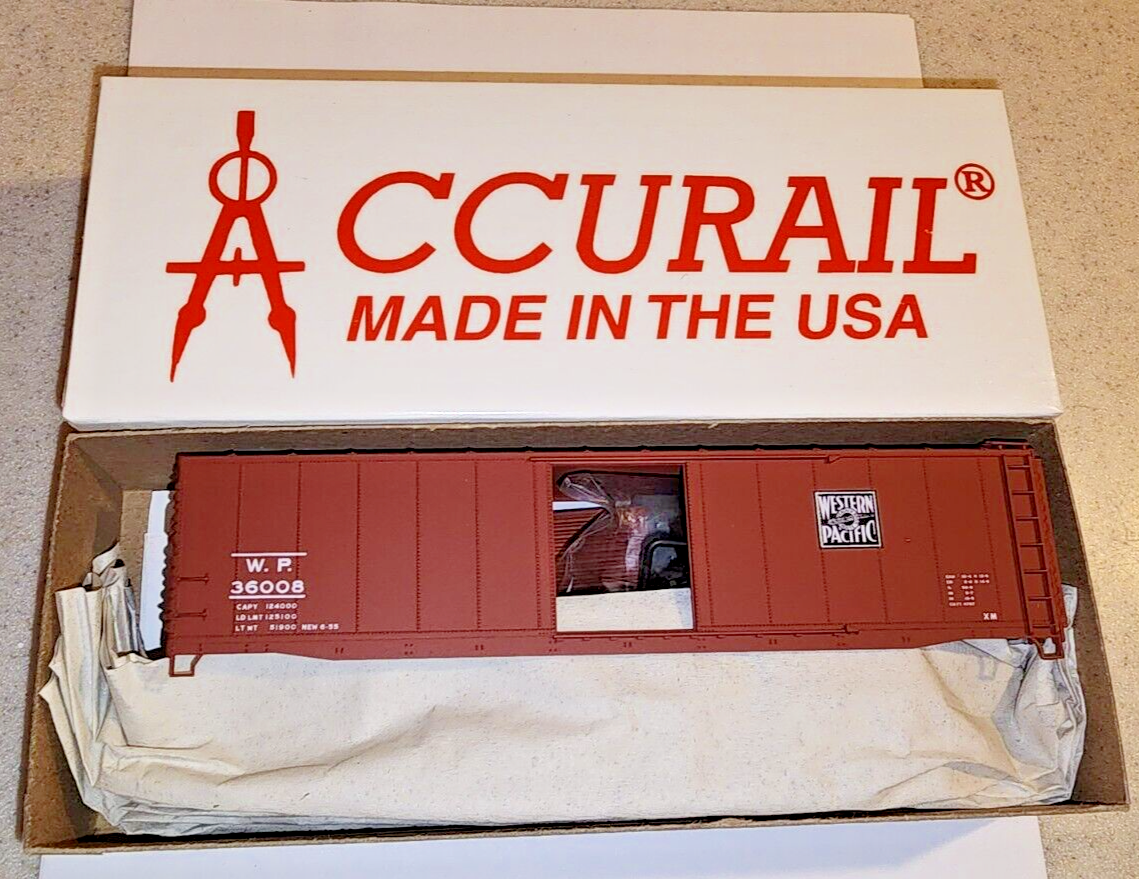 ACCURAIL®
MADE IN THE USA
W. P.
36008
CAPY 124000
LD LMT 125100
LT WT 51900 NEW 6-55
WESTERN
PACIFIC
XM